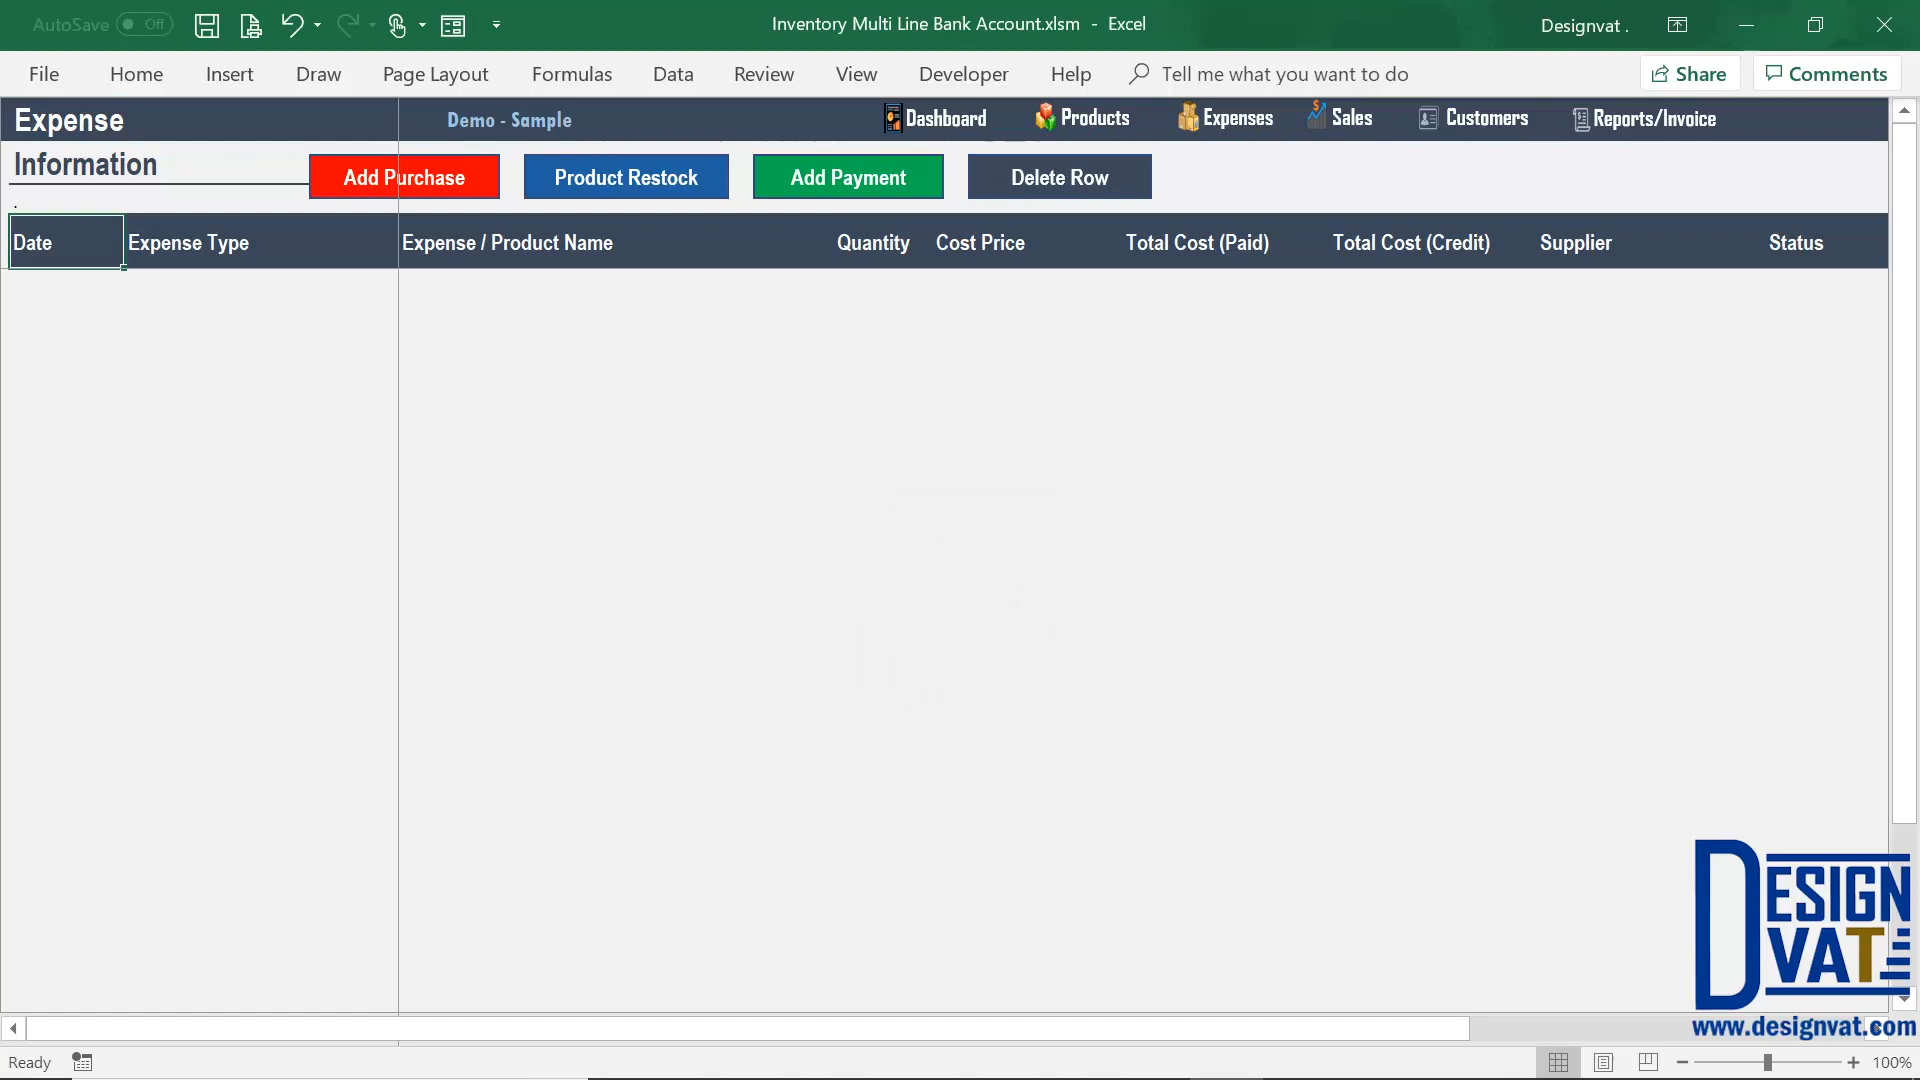 AutoSave Off
Inventory Multi Line Bank Account.xlsm - Excel
Designvat .
File Home Insert Draw Page Layout Formulas Data Review View Developer Help Tell me what you want to do Share Comments
Expense Demo - Sample Dashboard Products Expenses Sales Customers Reports/Invoice
Information
Add Purchase Product Restock Add Payment Delete Row
.
Date Expense Type Expense / Product Name Quantity Cost Price Total Cost (Paid) Total Cost (Credit) Supplier Status
DESIGN
VAT
www.designvat.com
Ready 100%